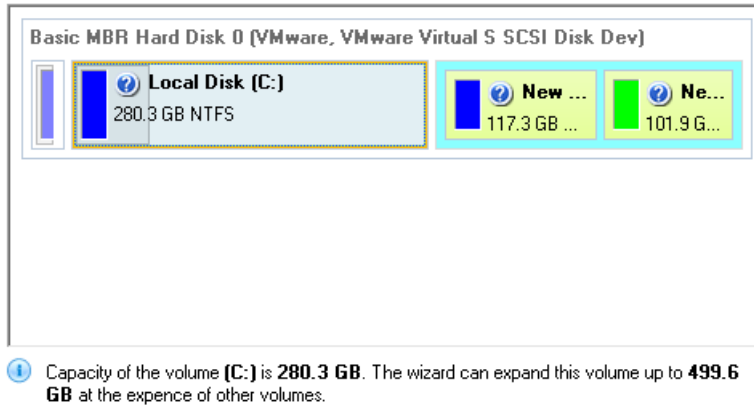 Basic MBR Hard Disk 0 (VMware, VMware Virtual S SCSI Disk Dev)
Local Disk (C:)
280.3 GB NTFS
New ...
117.3 GB ...
Ne...
101.9 G...
Capacity of the volume (C:) is 280.3 GB. The wizard can expand this volume up to 499.6
GB at the expence of other volumes.